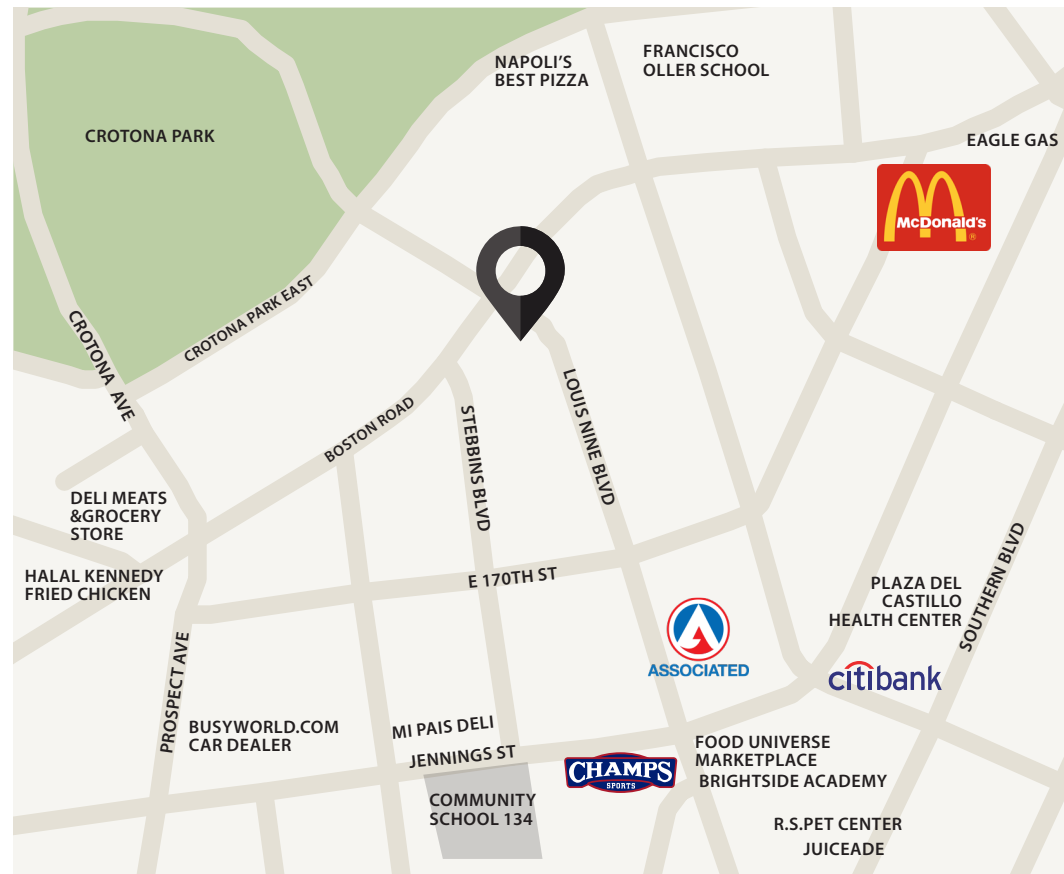 NAPOLI'S
BEST PIZZA
FRANCISCO
OLLER SCHOOL
CROTONA PARK
EAGLE GAS
McDonald's
®
CROTONA PARK EAST
CROTONA AVE
BOSTON ROAD
STEBBINS BLVD
LOUIS NINE BLVD
DELI MEATS
&GROCERY
STORE
HALAL KENNEDY
FRIED CHICKEN
E 170TH ST
PLAZA DEL
CASTILLO
HEALTH CENTER
SOUTHERN BLVD
ASSOCIATED
citibank
PROSPECT AVE
BUSYWORLD.COM
CAR DEALER
MI PAIS DELI
JENNINGS ST
CHAMPS
SPORTS
FOOD UNIVERSE
MARKETPLACE
BRIGHTSIDE ACADEMY
COMMUNITY
SCHOOL 134
R.S.PET CENTER
JUICEADE